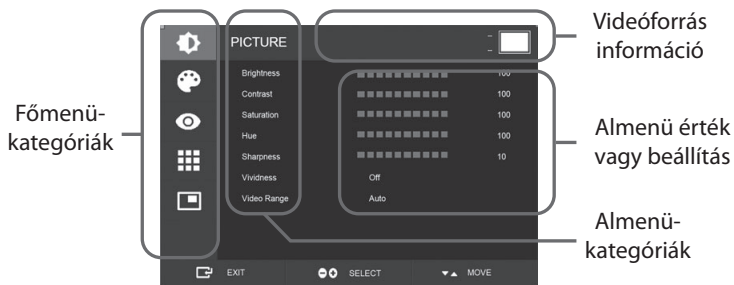 Videóforrás
információ
PICTURE
Főmenü-
kategóriák
Brightness 100
Contrast 100
Saturation 100
Hue 100
Sharpness 10
Vividness Off
Video Range Auto
Almenü érték
vagy beállítás
Almenü-
kategóriák
EXIT SELECT MOVE